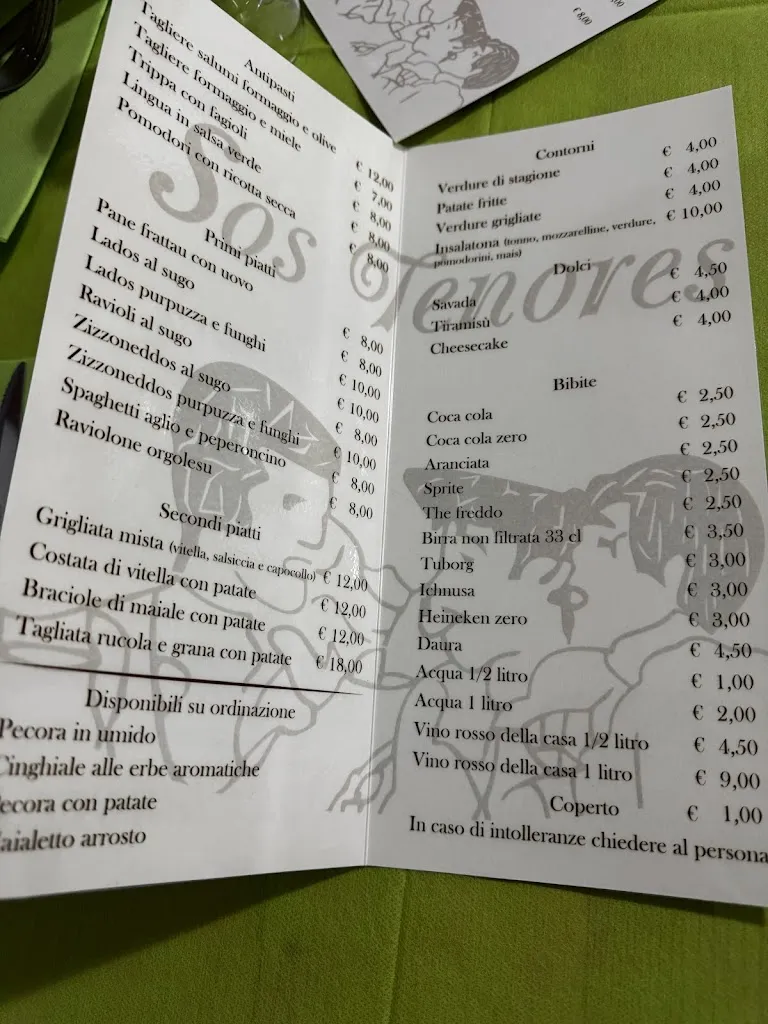 € 8,00
Antipasti
Tagliere salumi formaggio e olive € 12,00
Tagliere formaggio e miele € 7,00
Trippa con fagioli € 8,00
Lingua in salsa verde € 8,00
Pomodori con ricotta secca € 8,00
Primi piatti
Pane frattau con uovo € 8,00
Lados al sugo € 8,00
Lados purpuzza e funghi € 10,00
Ravioli al sugo € 10,00
Zizzoneddos al sugo € 8,00
Zizzoneddos purpuzza e funghi € 10,00
Spaghetti aglio e peperoncino € 8,00
Raviolone orgolesu € 8,00
Secondi piatti
Grigliata mista (vitella, salsiccia e capocollo) € 12,00
Costata di vitella con patate € 12,00
Braciole di maiale con patate € 12,00
Tagliata rucola e grana con patate € 18,00
Disponibili su ordinazione
Pecora in umido
Cinghiale alle erbe aromatiche
ecora con patate
aialetto arrosto
Sos Tenores
Contorni
Verdure di stagione € 4,00
Patate fritte € 4,00
Verdure grigliate € 4,00
Insalatona (tonno, mozzarelline, verdure, € 10,00
pomodorini, mais)
Dolci
Savada € 4,50
Tiramisù € 4,00
Cheesecake € 4,00
Bibite
Coca cola € 2,50
Coca cola zero € 2,50
Aranciata € 2,50
Sprite € 2,50
The freddo € 2,50
Birra non filtrata 33 cl € 3,50
Tuborg € 3,00
Ichnusa € 3,00
Heineken zero € 3,00
Daura € 4,50
Acqua 1/2 litro € 1,00
Acqua 1 litro € 2,00
Vino rosso della casa 1/2 litro € 4,50
Vino rosso della casa 1 litro € 9,00
Coperto € 1,00
In caso di intolleranze chiedere al persona